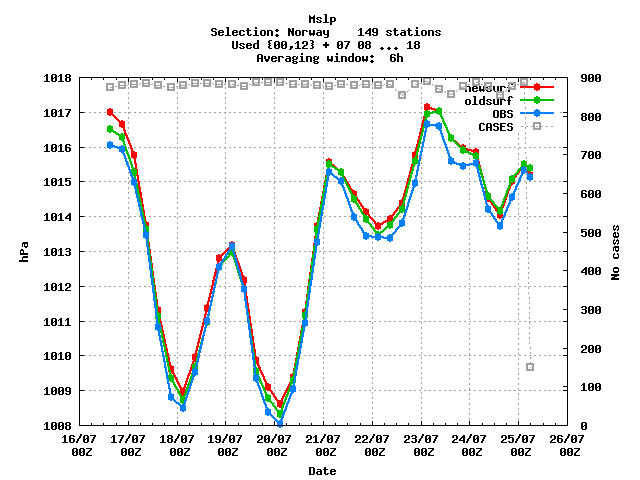 Mslp
Selection: Norway    149 stations
Used {00,12} + 07 08 ... 18
Averaging window:  6h
1018
1017
1016
1015
1014
1013
1012
1011
1010
1009
1008
hPa
900
800
700
600
500
400
300
200
100
0
No cases
newsurf
oldsurf
OBS
CASES
16/07 17/07 18/07 19/07 20/07 21/07 22/07 23/07 24/07 25/07 26/07
00Z 00Z 00Z 00Z 00Z 00Z 00Z 00Z 00Z 00Z 00Z
Date